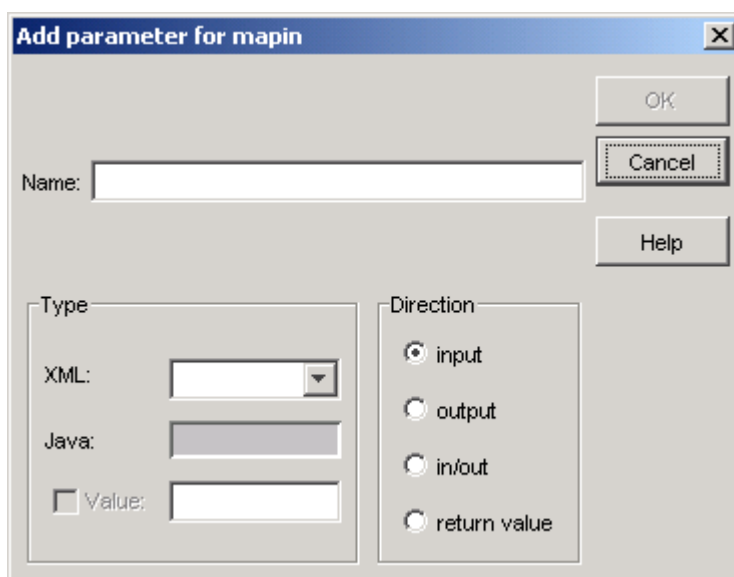 Add parameter for mapin
OK
Cancel
Name:
Help
Type
XML:
Java:
Value:
Direction
input
output
in/out
return value